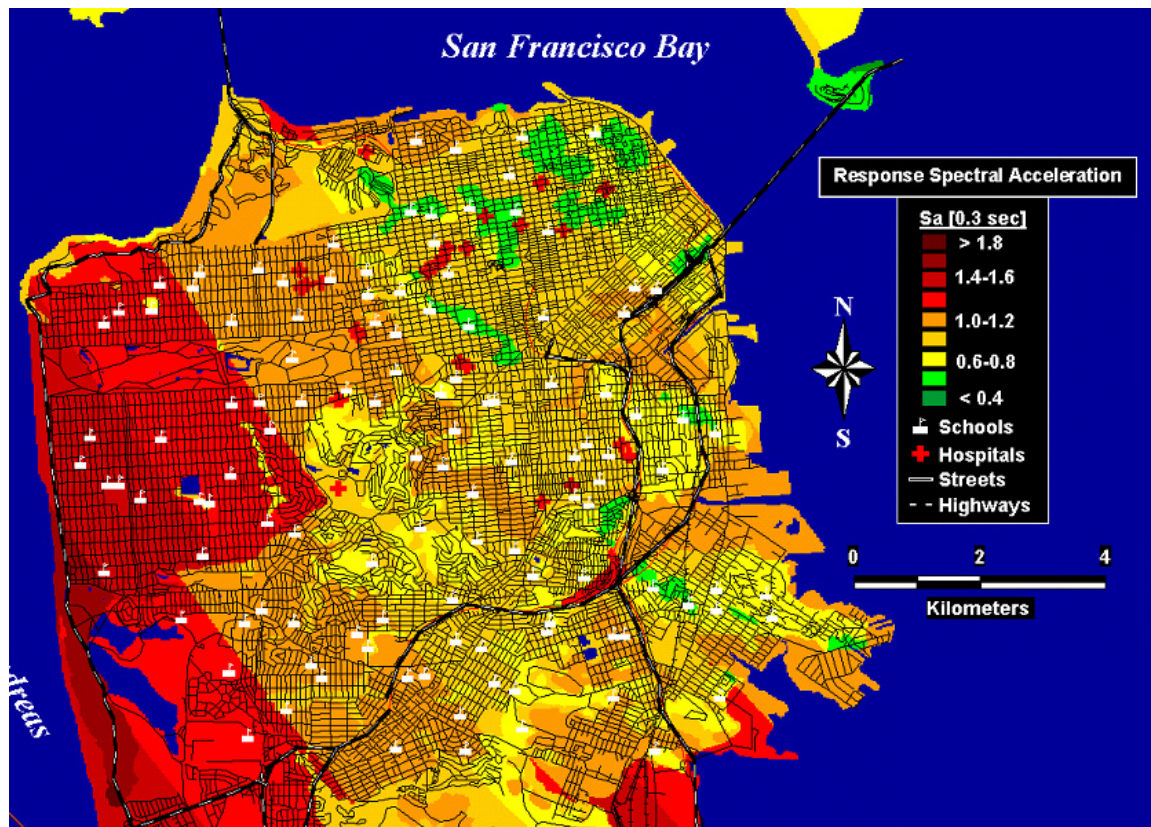 San Francisco Bay
Response Spectral Acceleration
Sa [0.3 sec]
> 1.8
1.4-1.6
1.0-1.2
0.6-0.8
< 0.4
Schools
Hospitals
Streets
Highways
N
S
0 2 4
Kilometers
dreas